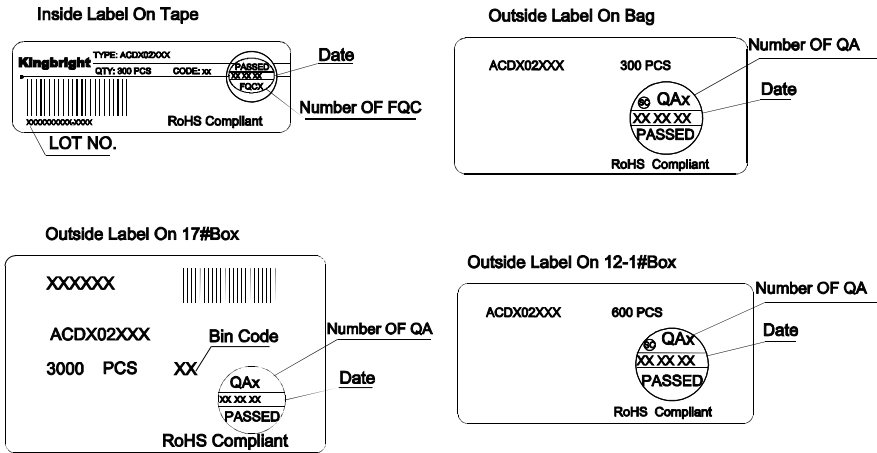 Inside Label On Tape
Kingbright
TYPE: ACDX02XXX
QTY: 300 PCS CODE: xx
PASSED
XX XX XX
FQCX
Date
Number OF FQC
XXXXXXXXXX-XXXX
RoHS Compliant
LOT NO.
Outside Label On Bag
ACDX02XXX 300 PCS
QAx
XX XX XX
PASSED
RoHS Compliant
Number OF QA
Date
Outside Label On 17#Box
XXXXXX
ACDX02XXX
3000 PCS XX
Bin Code
QAx
XX XX XX
PASSED
RoHS Compliant
Number OF QA
Date
Outside Label On 12-1#Box
ACDX02XXX 600 PCS
QAx
XX XX XX
PASSED
RoHS Compliant
Number OF QA
Date